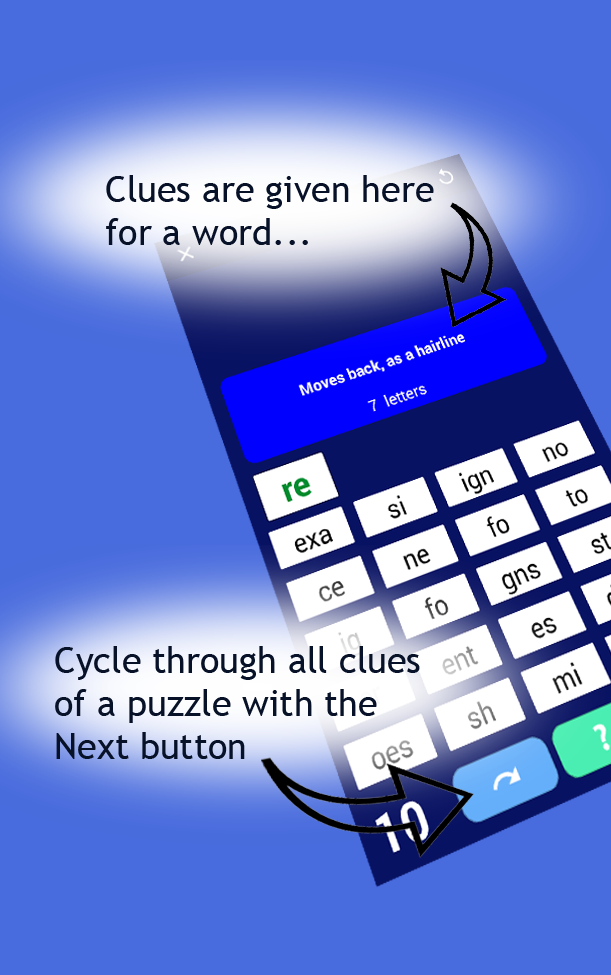 Clues are given here
for a word...
Moves back, as a hairline
7 letters
re
exa si ign no
ce ne fo to
ig fo gns st
ent es
oes sh mi
Cycle through all clues
of a puzzle with the
Next button
10
?